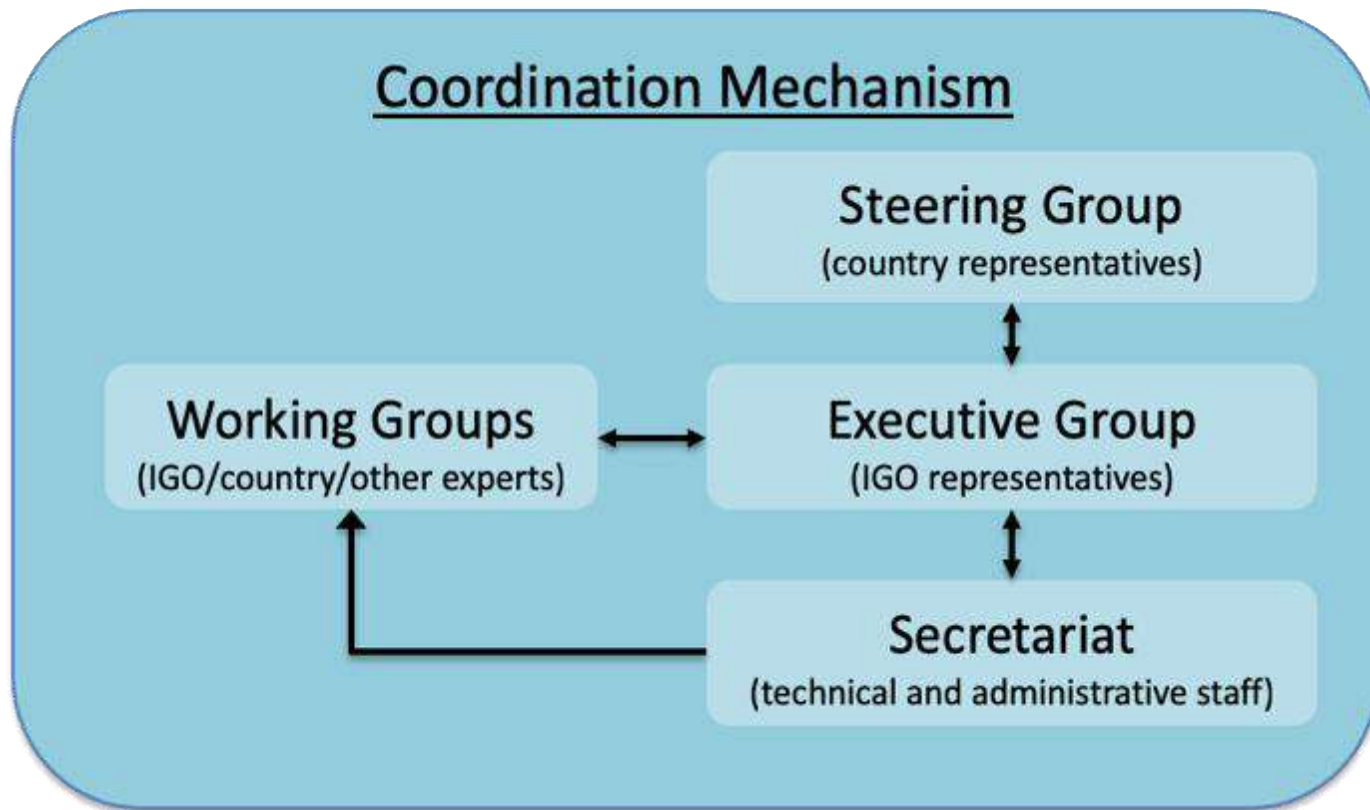 Coordination Mechanism
Steering Group
(country representatives)
Working Groups
(IGO/country/other experts)
Executive Group
(IGO representatives)
Secretariat
(technical and administrative staff)